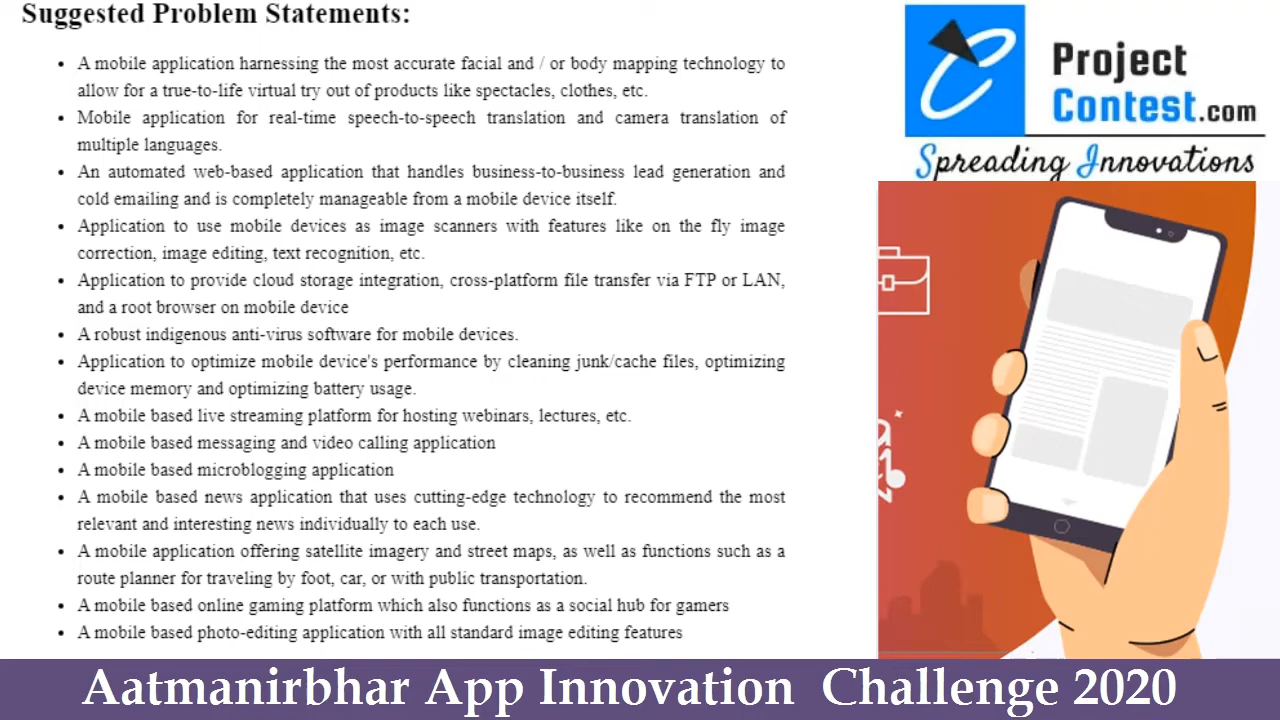 Suggested Problem Statements:
• A mobile application harnessing the most accurate facial and / or body mapping technology to
allow for a true-to-life virtual try out of products like spectacles, clothes, etc.
• Mobile application for real-time speech-to-speech translation and camera translation of
multiple languages.
• An automated web-based application that handles business-to-business lead generation and
cold emailing and is completely manageable from a mobile device itself.
• Application to use mobile devices as image scanners with features like on the fly image
correction, image editing, text recognition, etc.
• Application to provide cloud storage integration, cross-platform file transfer via FTP or LAN,
and a root browser on mobile device
• A robust indigenous anti-virus software for mobile devices.
• Application to optimize mobile device's performance by cleaning junk/cache files, optimizing
device memory and optimizing battery usage.
• A mobile based live streaming platform for hosting webinars, lectures, etc.
• A mobile based messaging and video calling application
• A mobile based microblogging application
• A mobile based news application that uses cutting-edge technology to recommend the most
relevant and interesting news individually to each use.
• A mobile application offering satellite imagery and street maps, as well as functions such as a
route planner for traveling by foot, car, or with public transportation.
• A mobile based online gaming platform which also functions as a social hub for gamers
• A mobile based photo-editing application with all standard image editing features
C
Project
Contest.com
Spreading Innovations
Aatmanirbhar App Innovation Challenge 2020